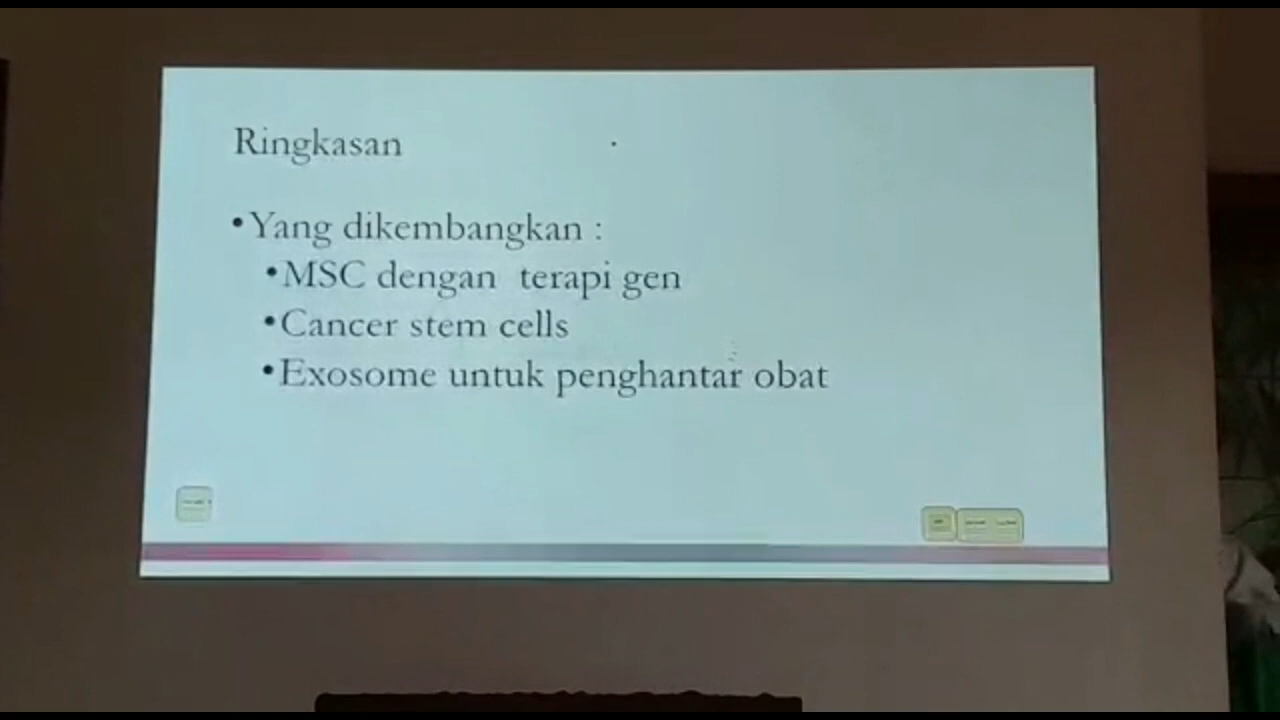 Ringkasan
•Yang dikembangkan :
•MSC dengan terapi gen
•Cancer stem cells
•Exosome untuk penghantar obat